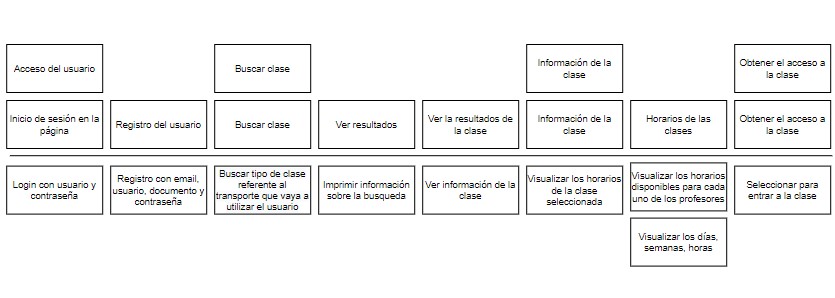 Acceso del usuario
Buscar clase
Información de la
clase
Obtener el acceso a
la clase
Inicio de sesión en la
página
Registro del usuario
Buscar clase
Ver resultados
Ver la resultados de
la clase
Información de la
clase
Horarios de las
clases
Obtener el acceso a
la clase
Login con usuario y
contraseña
Registro con email,
usuario, documento y
contraseña
Buscar tipo de clase
referente al
transporte que vaya a
utilizar el usuario
Imprimir información
sobre la busqueda
Ver información de la
clase
Visualizar los horarios
de la clase
seleccionada
Visualizar los horarios
disponibles para cada
uno de los profesores
Seleccionar para
entrar a la clase
Visualizar los días,
semanas, horas